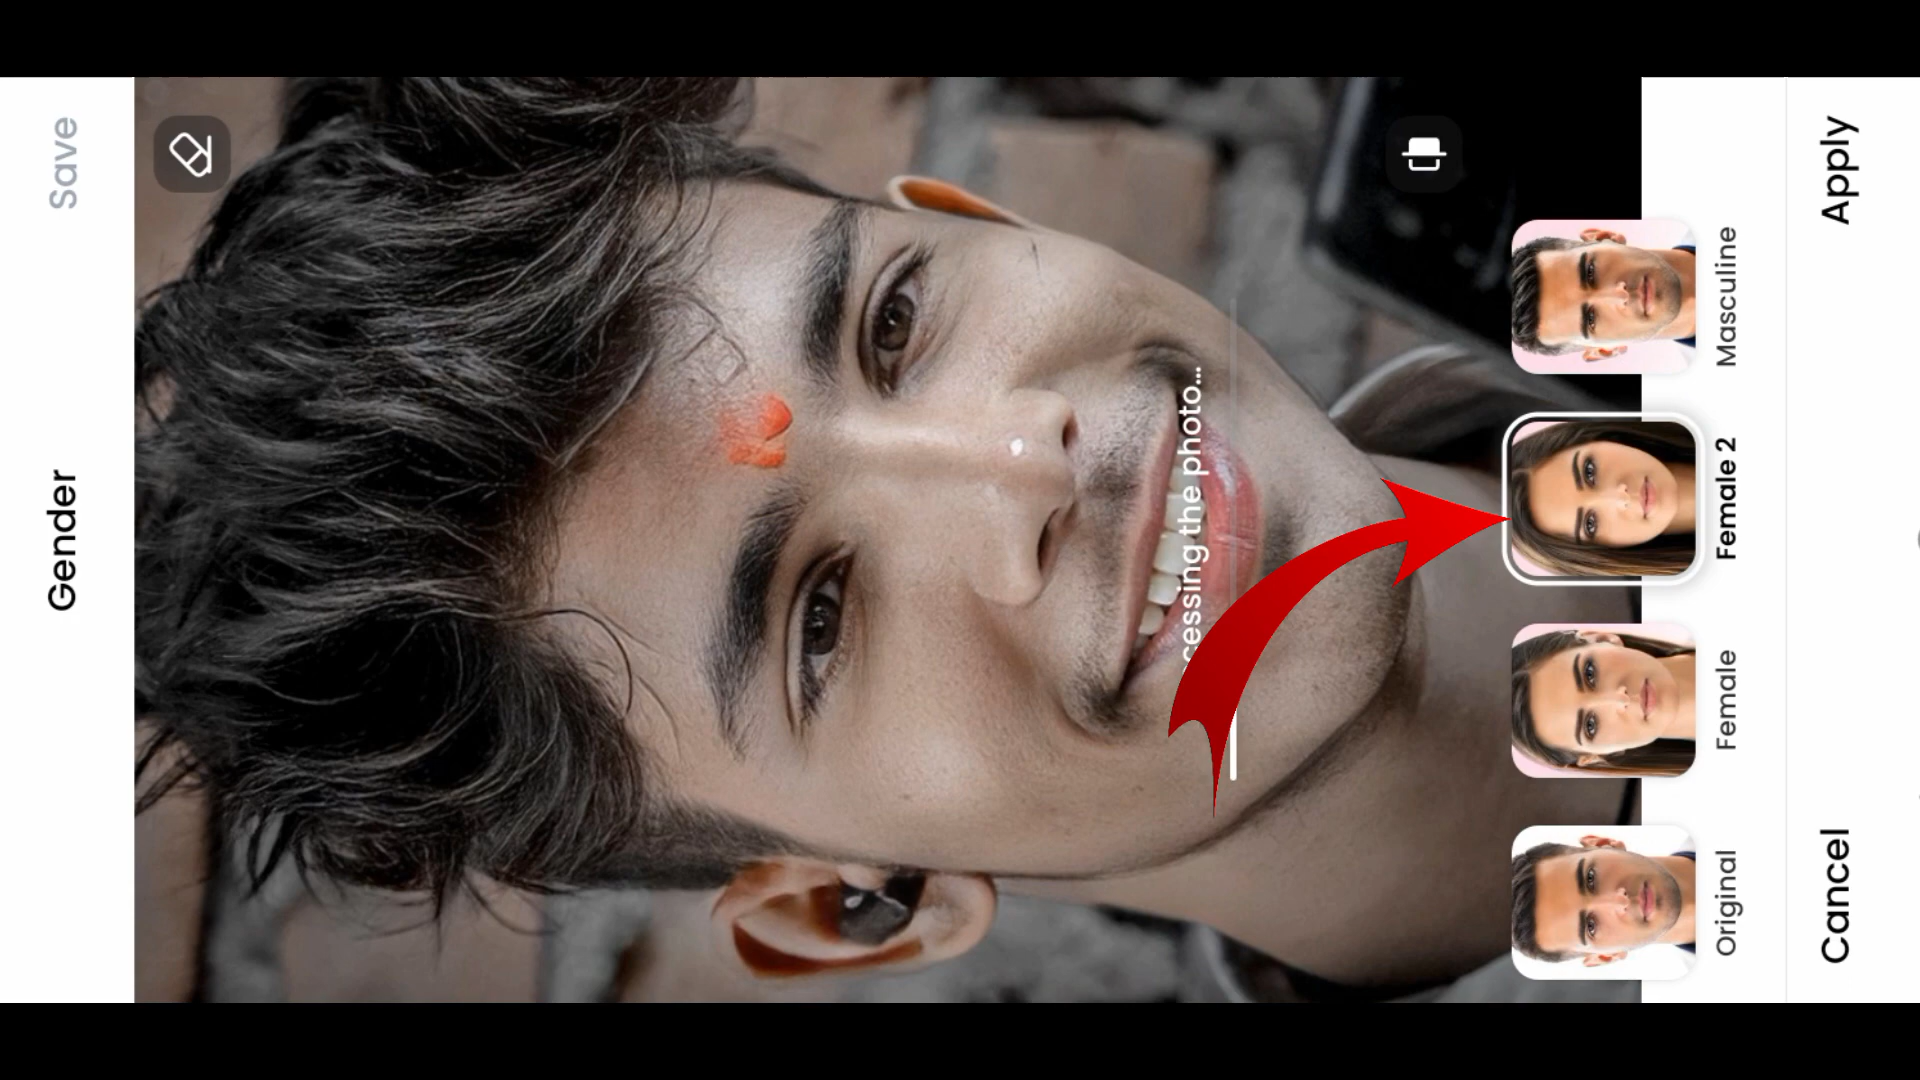 Gender
Save
cessing the photo...
Original
Female
Female 2
Masculine
Cancel
Apply